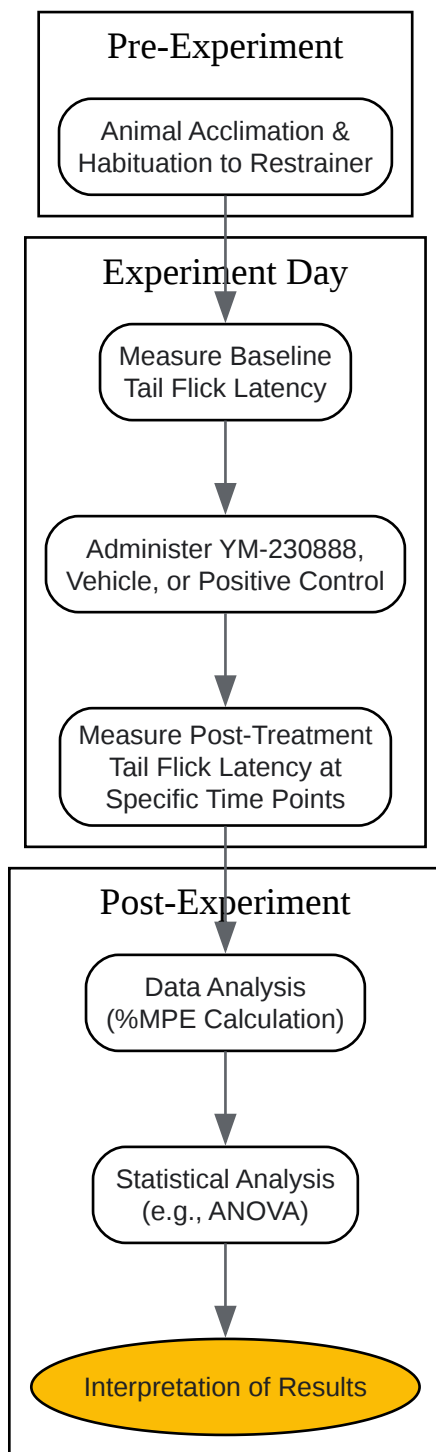 Pre-Experiment
Animal Acclimation &
Habituation to Restrainer
Experiment Day
Measure Baseline
Tail Flick Latency
Administer YM-230888,
Vehicle, or Positive Control
Measure Post-Treatment
Tail Flick Latency at
Specific Time Points
Post-Experiment
Data Analysis
(%MPE Calculation)
Statistical Analysis
(e.g., ANOVA)
Interpretation of Results